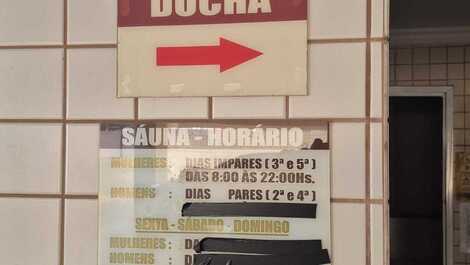 DUCHA
SÁUNA - HORÁRIO
MULHERES : DIAS IMPARES ( 3ª e 5ª )
DAS 8:00 ÀS 22:00Hs.
HOMENS : DIAS PARES ( 2ª e 4ª )
SEXTA - SÁBADO - DOMINGO
MULHERES :
HOMENS :